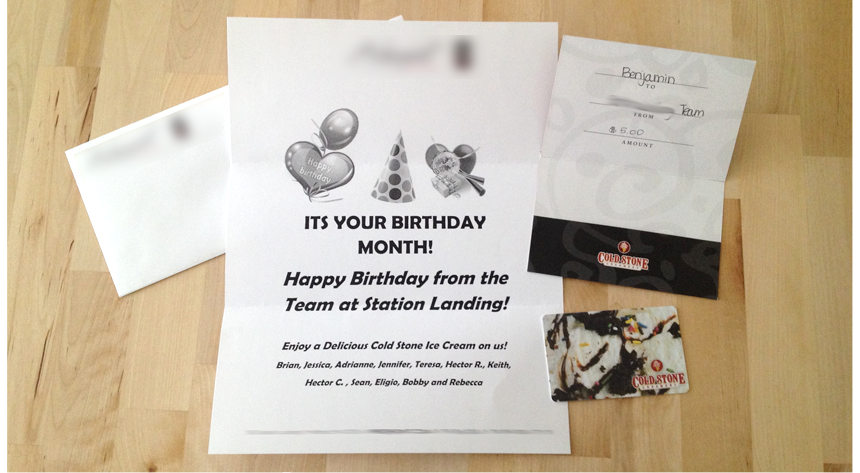 Happy
birthday
ITS YOUR BIRTHDAY
MONTH!
Happy Birthday from the
Team at Station Landing!
Enjoy a Delicious Cold Stone Ice Cream on us!
Brian, Jessica, Adrianne, Jennifer, Teresa, Hector R., Keith,
Hector C. , Sean, Eligio, Bobby and Rebecca
Benjamin
TO
Team
FROM
$5.00
AMOUNT
COLD STONE
CREAMERY
COLD STONE
CREAMERY